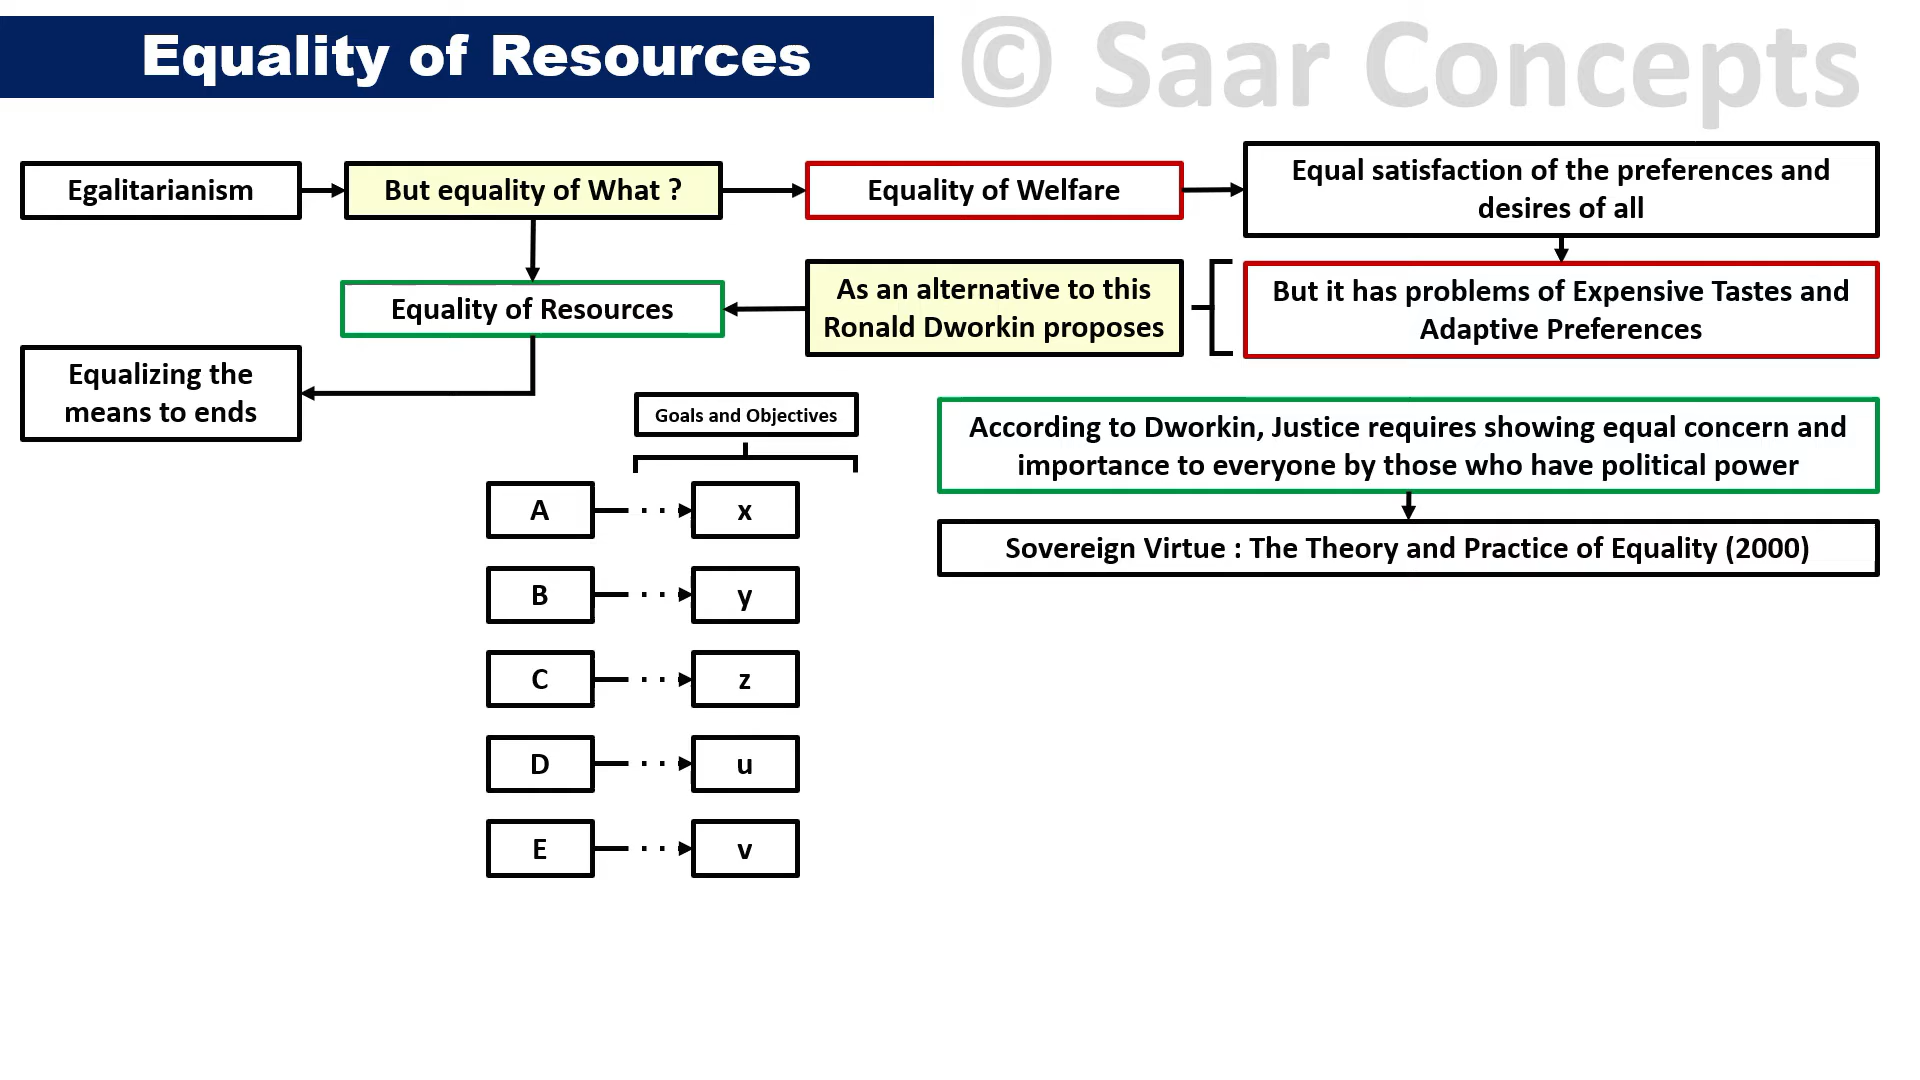 Equality of Resources
© Saar Concepts
Egalitarianism
But equality of What ?
Equality of Welfare
Equal satisfaction of the preferences and
desires of all
Equality of Resources
As an alternative to this
Ronald Dworkin proposes
But it has problems of Expensive Tastes and
Adaptive Preferences
Equalizing the
means to ends
Goals and Objectives
According to Dworkin, Justice requires showing equal concern and
importance to everyone by those who have political power
Sovereign Virtue : The Theory and Practice of Equality (2000)
A
x
B
y
C
z
D
u
E
v